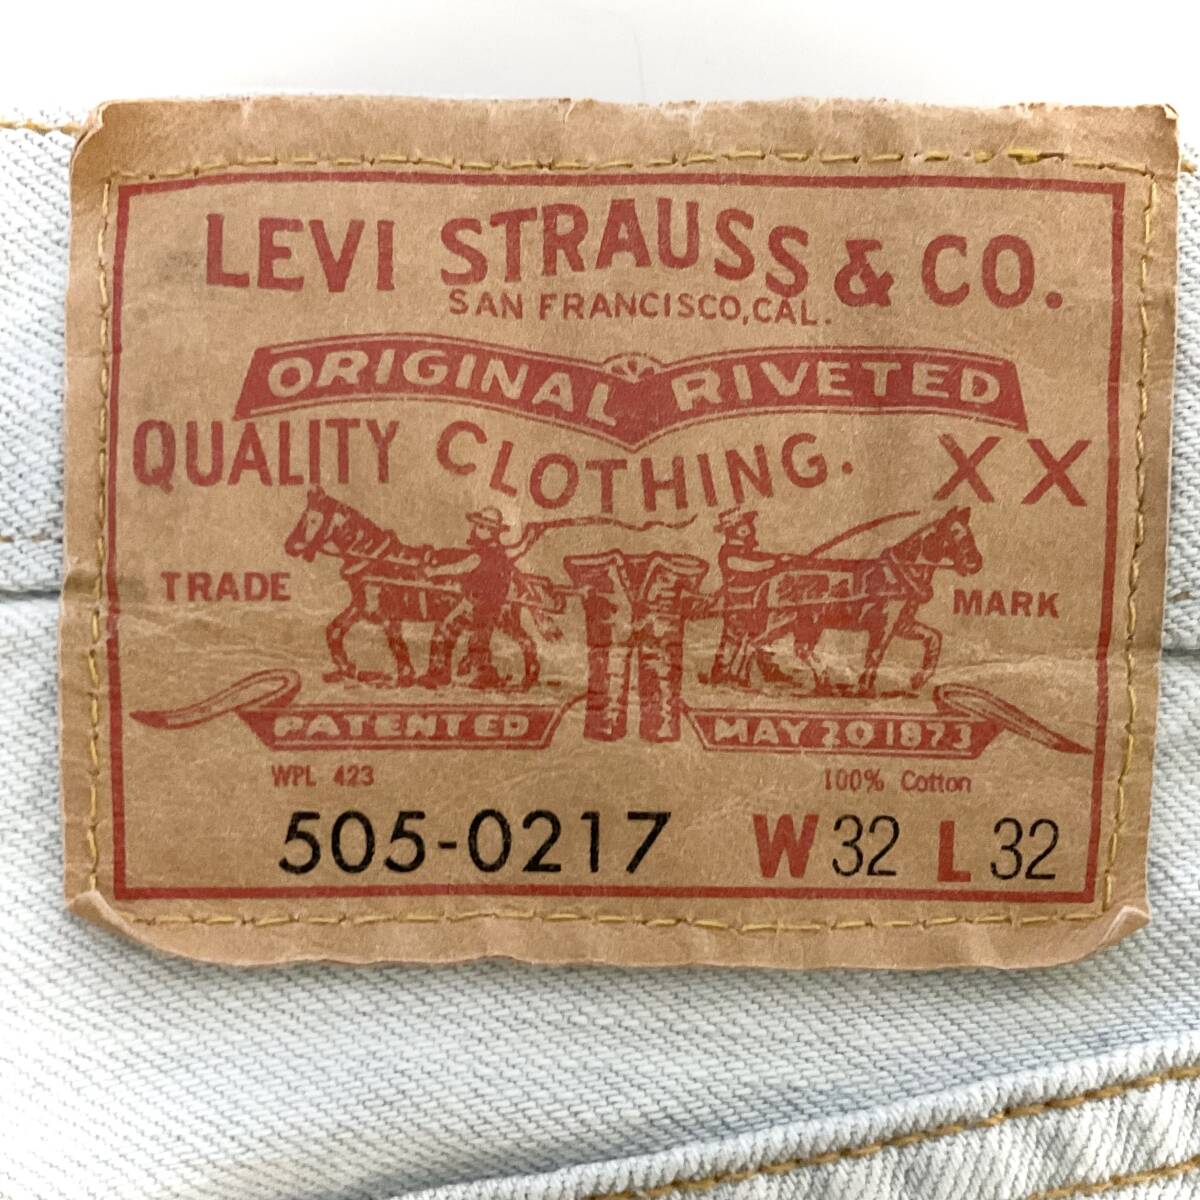 LEVI STRAUSS & CO.
SAN FRANCISCO, CAL.
ORIGINAL RIVETED
QUALITY CLOTHING. XX
TRADE MARK
PATENTED MAY 20 1873
WPL 423 100% Cotton
505-0217 W 32 L 32